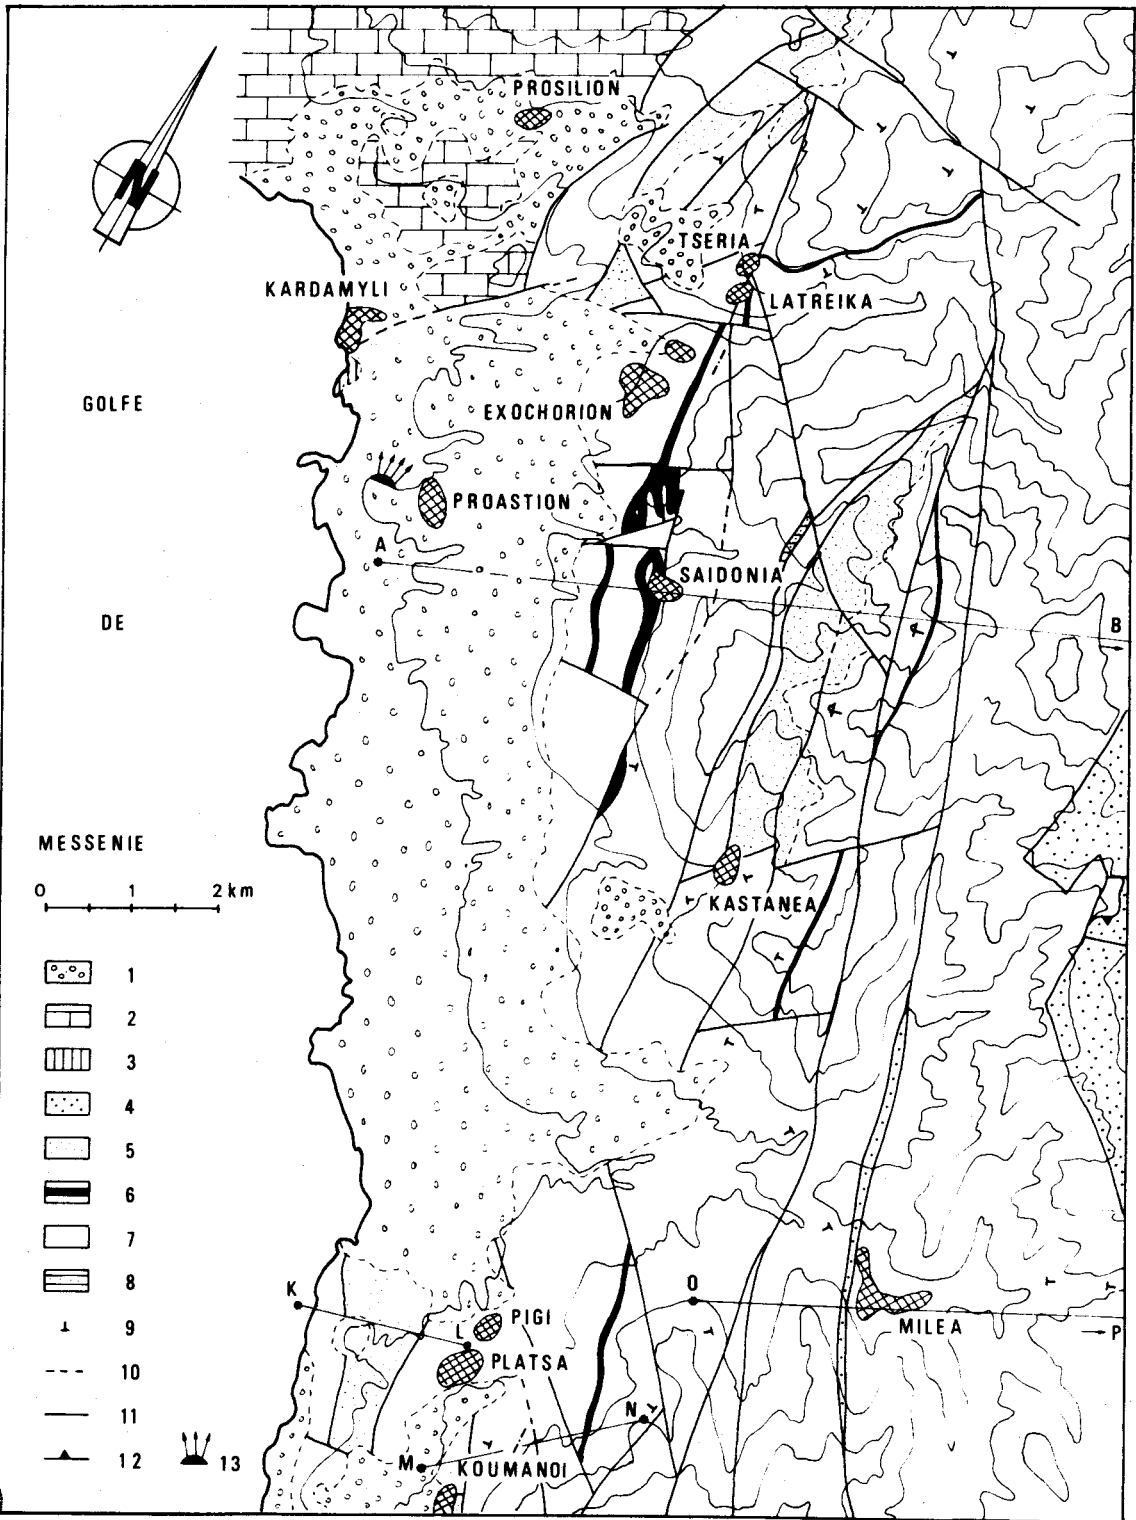 PROSILION
N
TSERIA
KARDAMYLI
LATREIKA
GOLFE
EXOCHORION
PROASTION
A
SAIDONIA
DE
B
MESSENIE
0 1 2 km
KASTANEA
1
2
3
4
5
6
7
8
9
10
11
12
13
K
O
PIGI
MILEA
L
P
PLATSA
N
M
KOUMANOI